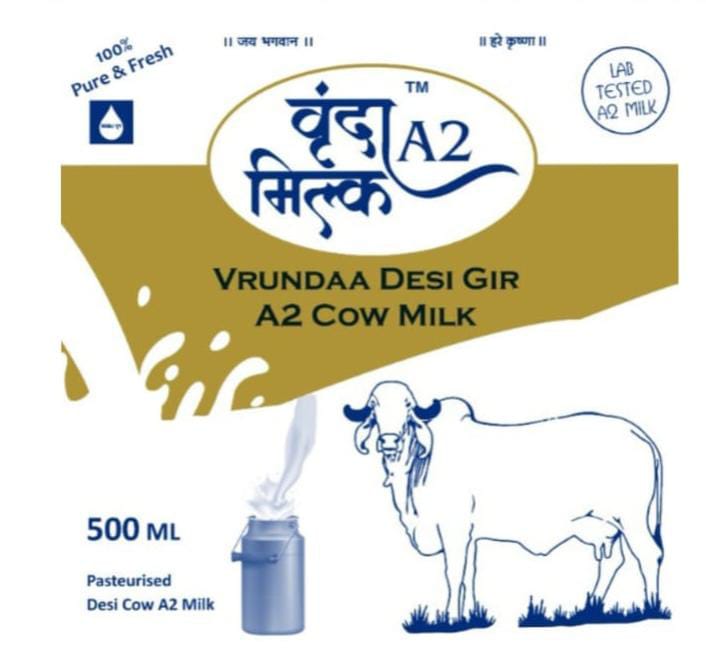 100%
Pure & Fresh
|| जय भगवान ||
|| हरे कृष्णा ||
LAB
TESTED
A2 MILK
TM
वृंदा A2
मिल्क
VRUNDAA DESI GIR
A2 COW MILK
500 ML
Pasteurised
Desi Cow A2 Milk